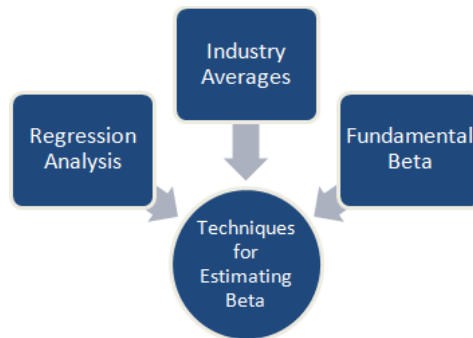 Industry
Averages
Regression
Analysis
Fundamental
Beta
Techniques
for
Estimating
Beta